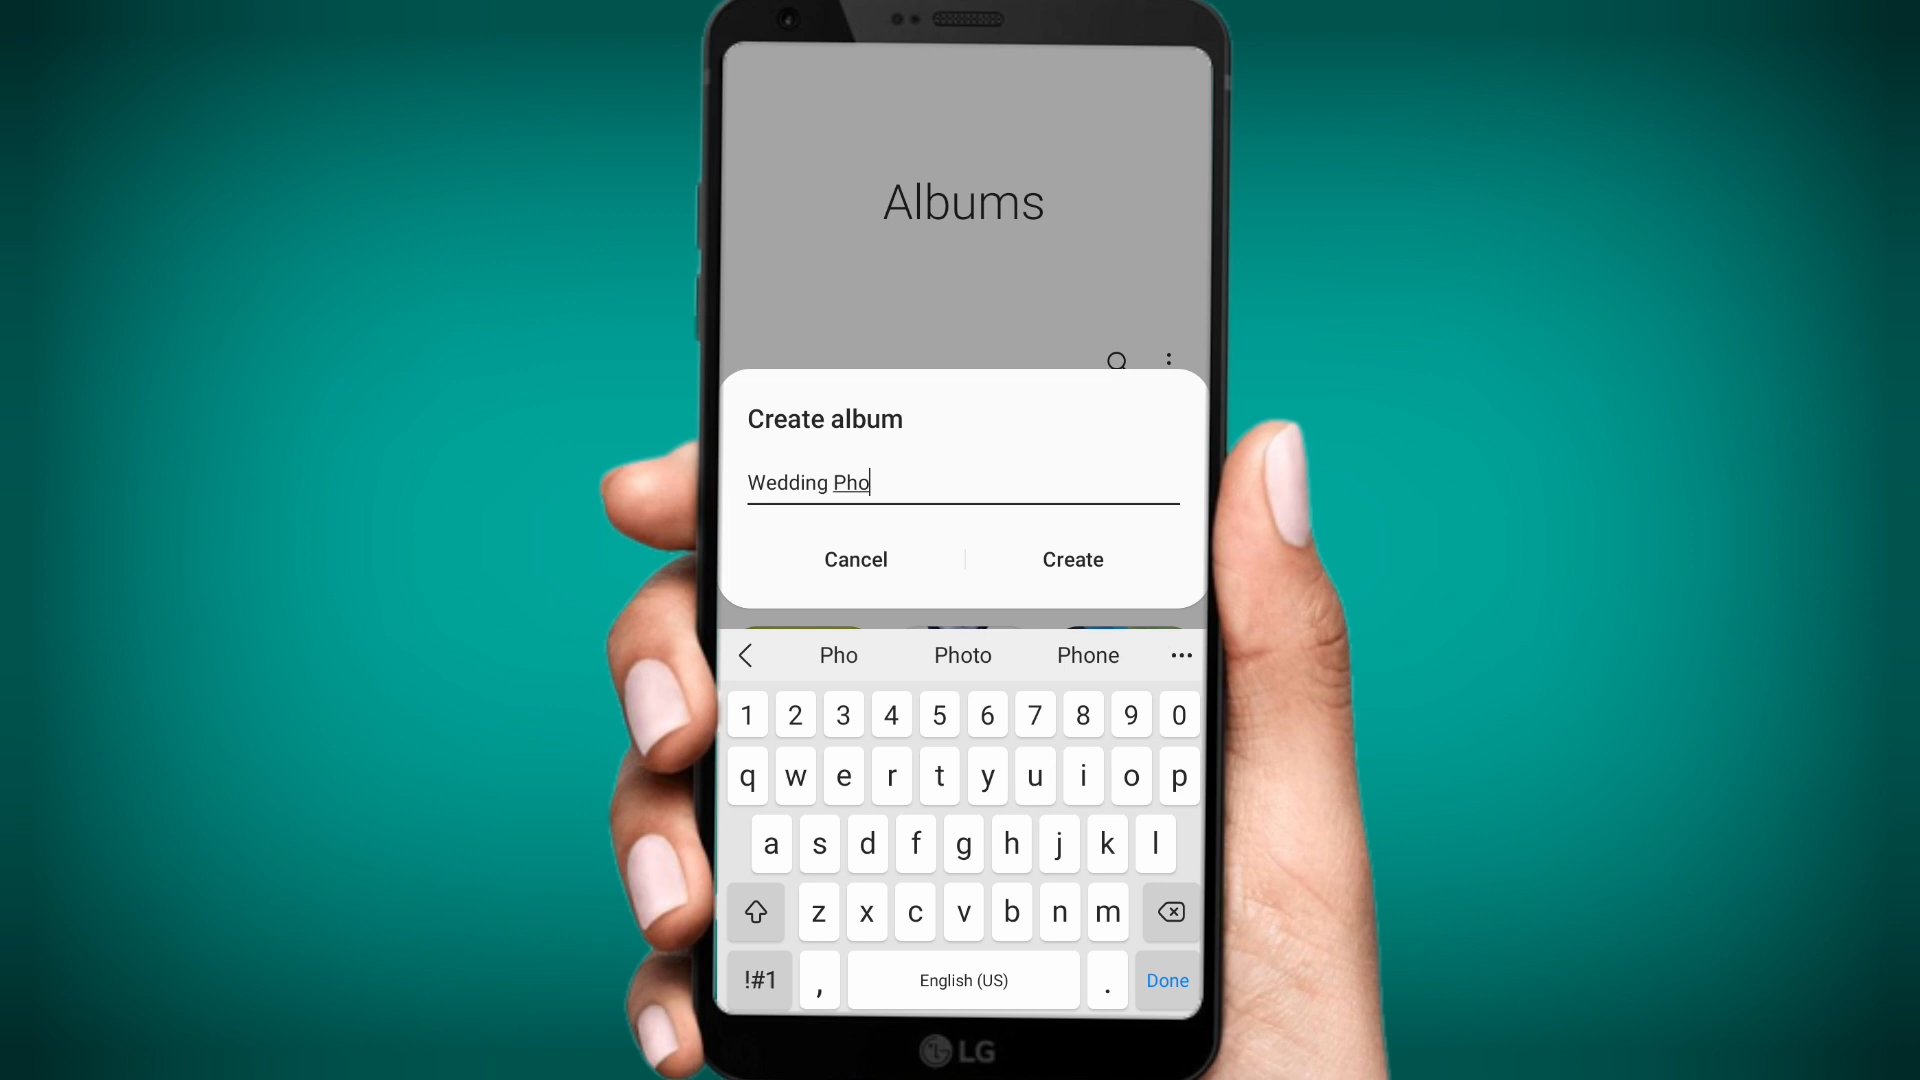 Albums
Create album
Wedding Pho
Cancel Create
Pho Photo Phone
1 2 3 4 5 6 7 8 9 0
q w e r t y u i o p
a s d f g h j k l
z x c v b n m
!#1 , English (US) . Done
LG